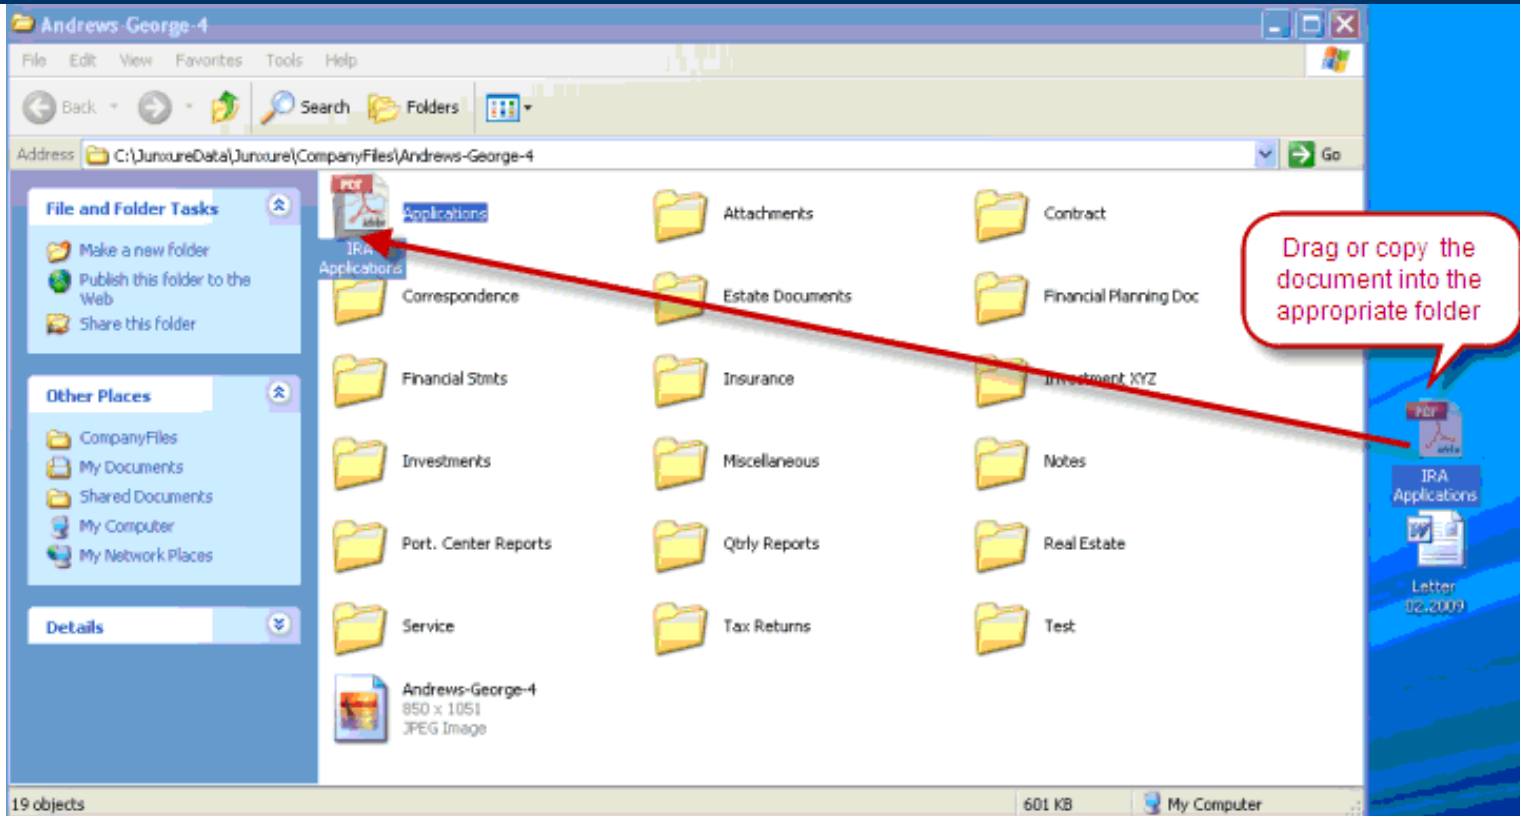 Andrews-George-4
File Edit View Favorites Tools Help
Back Search Folders
Address C:\JunxureData\Junxure\CompanyFiles\Andrews-George-4 Go
File and Folder Tasks
Make a new folder
Publish this folder to the
Web
Share this folder
Other Places
CompanyFiles
My Documents
Shared Documents
My Computer
My Network Places
Details
PDF
Adobe
Applications Attachments Contract
IRA
Applications
Correspondence Estate Documents Financial Planning Doc
Financial Stmts Insurance Investment XYZ
Investments Miscellaneous Notes
Port. Center Reports Qtrly Reports Real Estate
Service Tax Returns Test
Andrews-George-4
850 x 1051
JPEG Image
19 objects 601 KB My Computer
Drag or copy the
document into the
appropriate folder
PDF
Adobe
IRA
Applications
W
Letter
02.2009